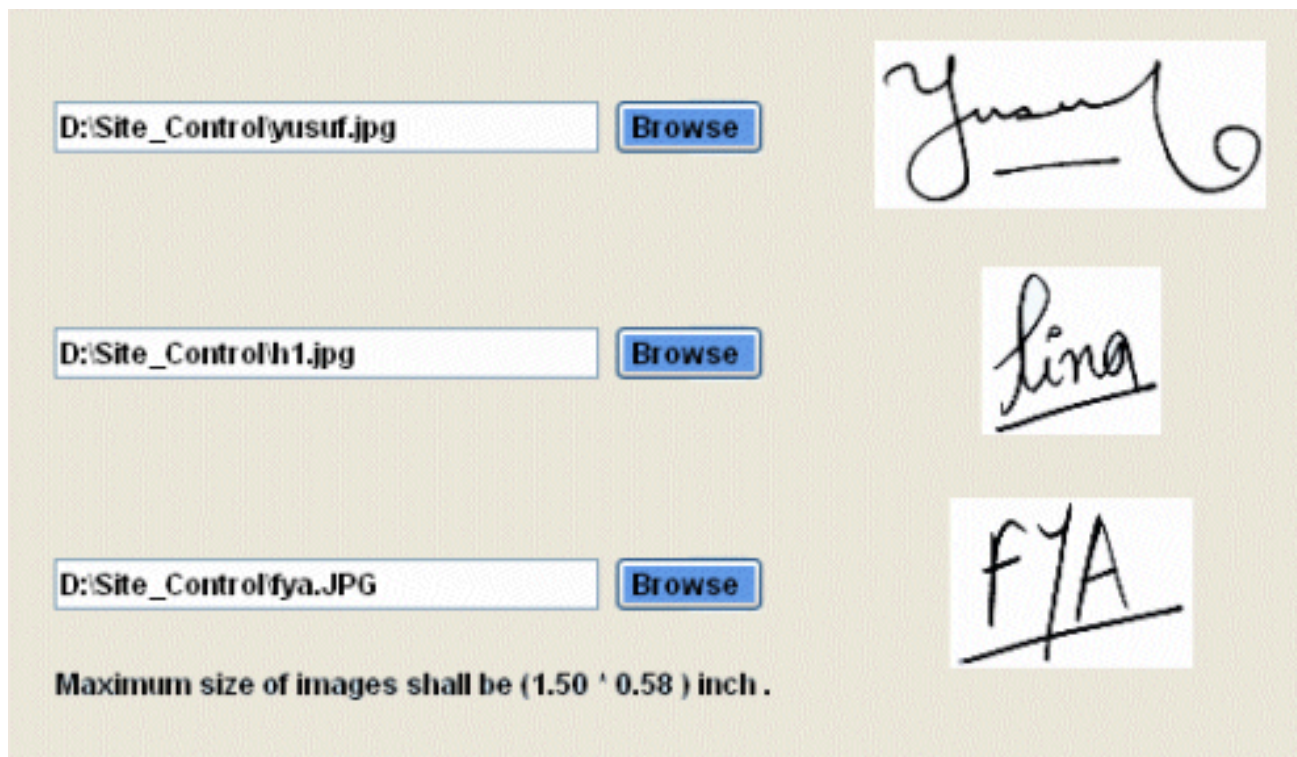 D:\Site_Control\yusuf.jpg Browse Yusuf
D:\Site_Control\h1.jpg Browse lina
D:\Site_Control\fya.JPG Browse FYA
Maximum size of images shall be (1.50 * 0.58 ) inch .